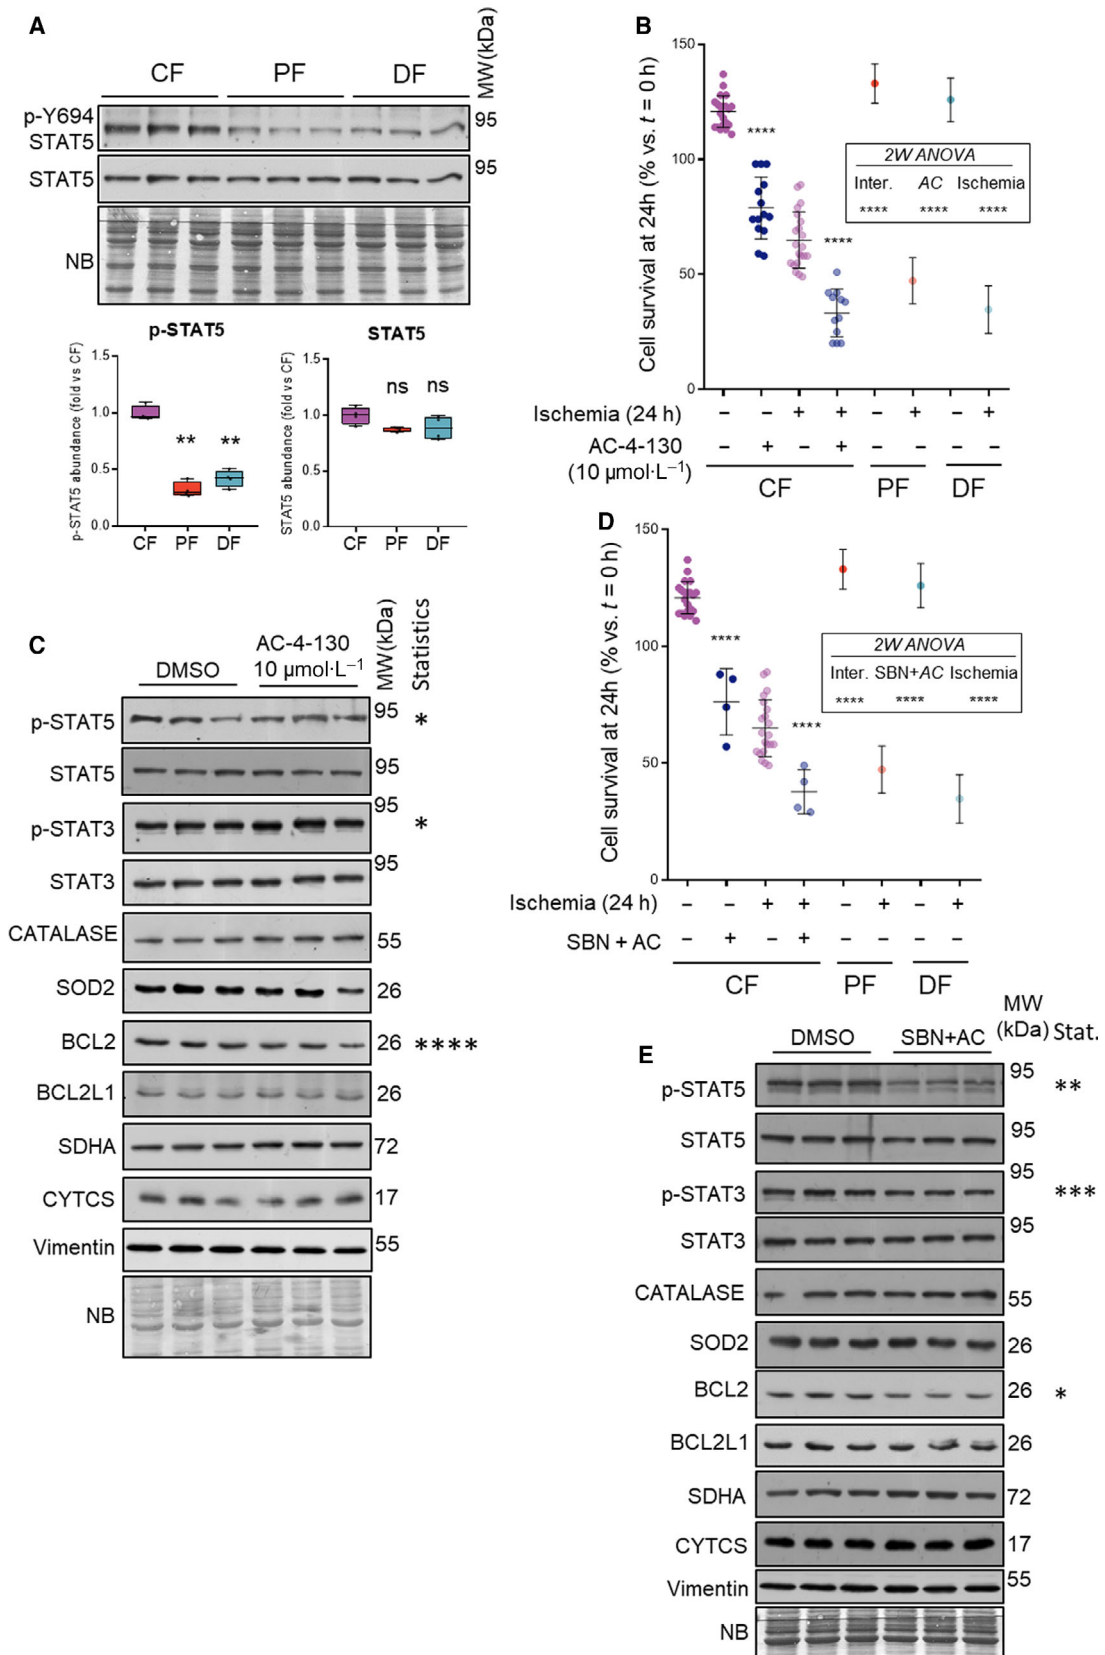 A
CF PF DF MW(kDa)
p-Y694
STAT5
95
STAT5
95
NB
p-STAT5
p-STAT5 abundance (fold vs CF)
1.5
1.0
0.5
0.0
** **
CF PF DF
STAT5
STAT5 abundance (fold vs CF)
1.5
1.0
0.5
0.0
ns ns
CF PF DF
B
Cell survival at 24h (% vs. t = 0 h)
150
100
50
0
**** ****
2W ANOVA
Inter. AC Ischemia
**** **** ****
Ischemia (24 h) – – + + – + – +
AC-4-130
(10 µmol·L⁻¹)
– + – + – – – –
CF PF DF
C
DMSO
AC-4-130
10 µmol·L⁻¹
MW(kDa)
Statistics
p-STAT5 95 *
STAT5 95
p-STAT3 95 *
STAT3 95
CATALASE 55
SOD2 26
BCL2 26 ****
BCL2L1 26
SDHA 72
CYTCS 17
Vimentin 55
NB
D
Cell survival at 24h (% vs. t = 0 h)
150
100
50
0
**** ****
2W ANOVA
Inter. SBN+AC Ischemia
**** **** ****
Ischemia (24 h) – – + + – + – +
SBN + AC – + – + – – – –
CF PF DF
E
DMSO SBN+AC
MW
(kDa) Stat.
p-STAT5 95 **
STAT5 95
p-STAT3 95 ***
STAT3 95
CATALASE 55
SOD2 26
BCL2 26 *
BCL2L1 26
SDHA 72
CYTCS 17
Vimentin 55
NB